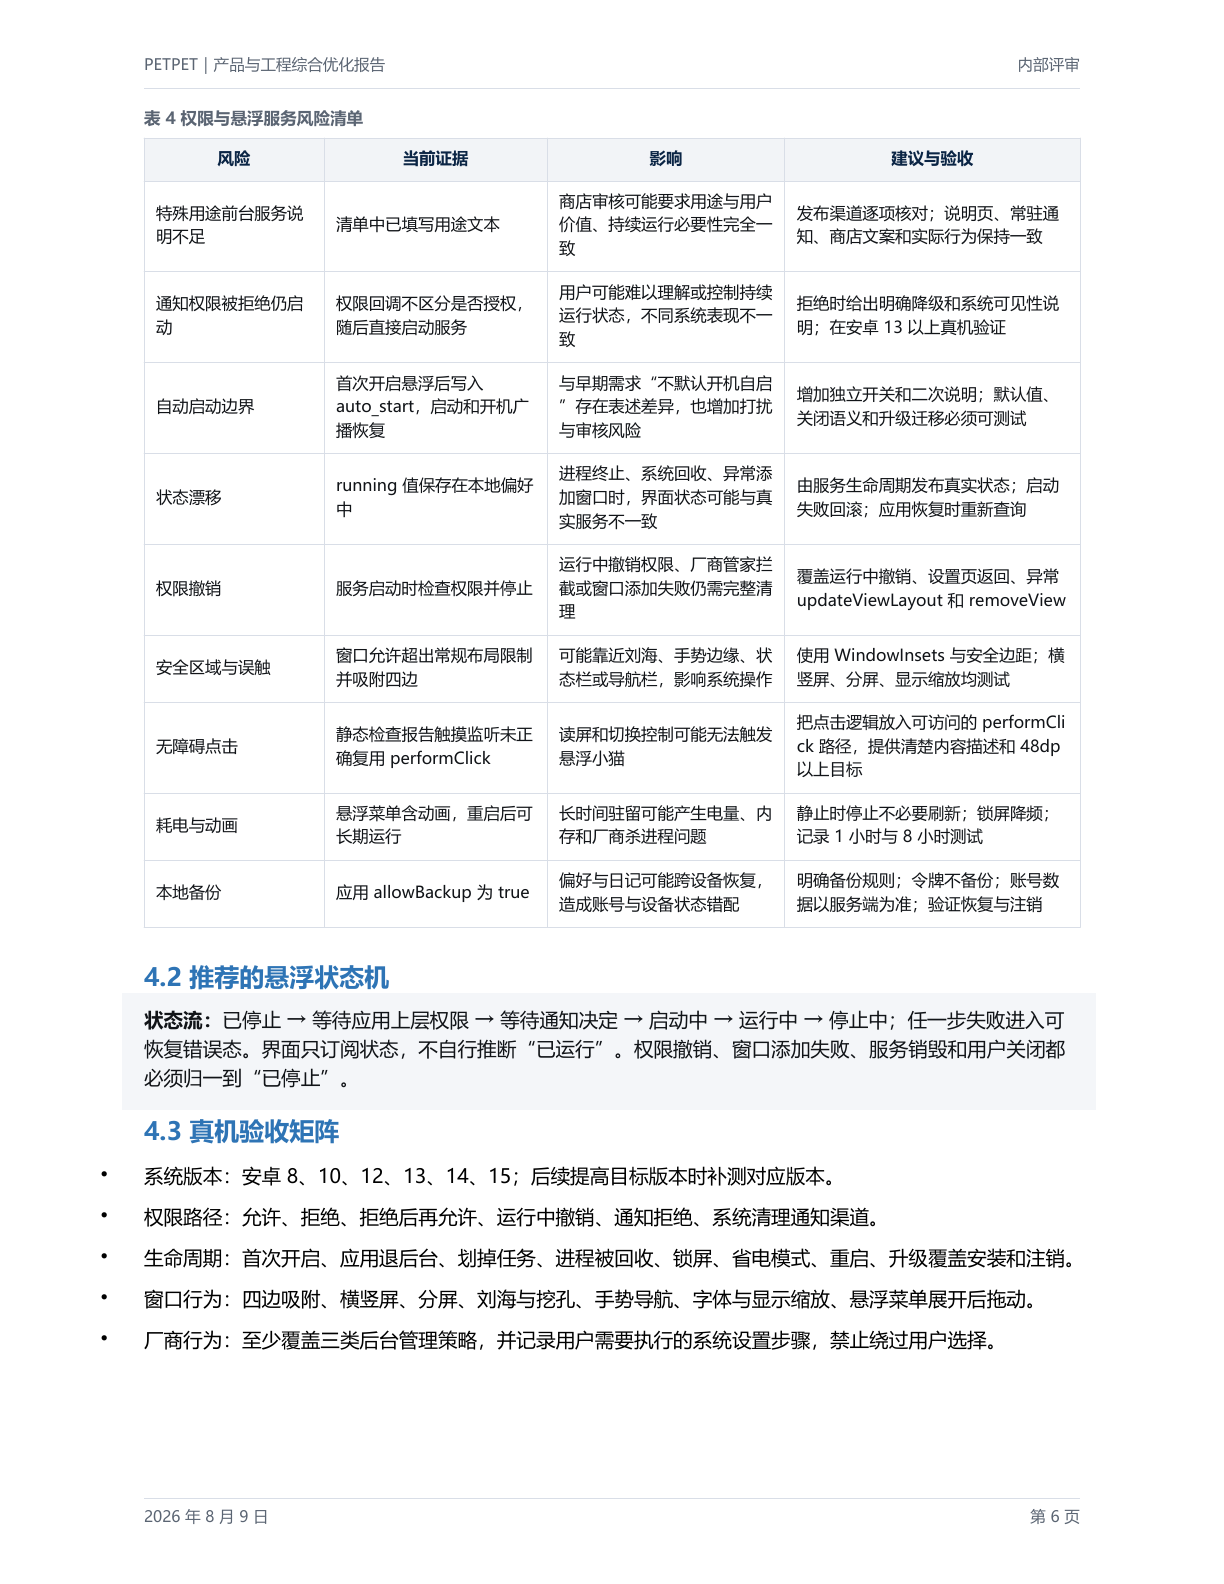 PETPET | 产品与工程综合优化报告
内部评审
表 4 权限与悬浮服务风险清单
风险
当前证据
影响
建议与验收
特殊用途前台服务说
明不足
清单中已填写用途文本
商店审核可能要求用途与用户
价值、持续运行必要性完全一
致
发布渠道逐项核对；说明页、常驻通
知、商店文案和实际行为保持一致
通知权限被拒绝仍启
动
权限回调不区分是否授权，
随后直接启动服务
用户可能难以理解或控制持续
运行状态，不同系统表现不一
致
拒绝时给出明确降级和系统可见性说
明；在安卓 13 以上真机验证
自动启动边界
首次开启悬浮后写入
auto_start，启动和开机广
播恢复
与早期需求“不默认开机自启
”存在表述差异，也增加打扰
与审核风险
增加独立开关和二次说明；默认值、
关闭语义和升级迁移必须可测试
状态漂移
running 值保存在本地偏好
中
进程终止、系统回收、异常添
加窗口时，界面状态可能与真
实服务不一致
由服务生命周期发布真实状态；启动
失败回滚；应用恢复时重新查询
权限撤销
服务启动时检查权限并停止
运行中撤销权限、厂商管家拦
截或窗口添加失败仍需完整清
理
覆盖运行中撤销、设置页返回、异常
updateViewLayout 和 removeView
安全区域与误触
窗口允许超出常规布局限制
并吸附四边
可能靠近刘海、手势边缘、状
态栏或导航栏，影响系统操作
使用 WindowInsets 与安全边距；横
竖屏、分屏、显示缩放均测试
无障碍点击
静态检查报告触摸监听未正
确复用 performClick
读屏和切换控制可能无法触发
悬浮小猫
把点击逻辑放入可访问的 performCli
ck 路径，提供清楚内容描述和 48dp
以上目标
耗电与动画
悬浮菜单含动画，重启后可
长期运行
长时间驻留可能产生电量、内
存和厂商杀进程问题
静止时停止不必要刷新；锁屏降频；
记录 1 小时与 8 小时测试
本地备份
应用 allowBackup 为 true
偏好与日记可能跨设备恢复，
造成账号与设备状态错配
明确备份规则；令牌不备份；账号数
据以服务端为准；验证恢复与注销
4.2 推荐的悬浮状态机
状态流：已停止 → 等待应用上层权限 → 等待通知决定 → 启动中 → 运行中 → 停止中；任一步失败进入可
恢复错误态。界面只订阅状态，不自行推断“已运行”。权限撤销、窗口添加失败、服务销毁和用户关闭都
必须归一到“已停止”。
4.3 真机验收矩阵
• 系统版本：安卓 8、10、12、13、14、15；后续提高目标版本时补测对应版本。
• 权限路径：允许、拒绝、拒绝后再允许、运行中撤销、通知拒绝、系统清理通知渠道。
• 生命周期：首次开启、应用退后台、划掉任务、进程被回收、锁屏、省电模式、重启、升级覆盖安装和注销。
• 窗口行为：四边吸附、横竖屏、分屏、刘海与挖孔、手势导航、字体与显示缩放、悬浮菜单展开后拖动。
• 厂商行为：至少覆盖三类后台管理策略，并记录用户需要执行的系统设置步骤，禁止绕过用户选择。
2026 年 8 月 9 日
第 6 页